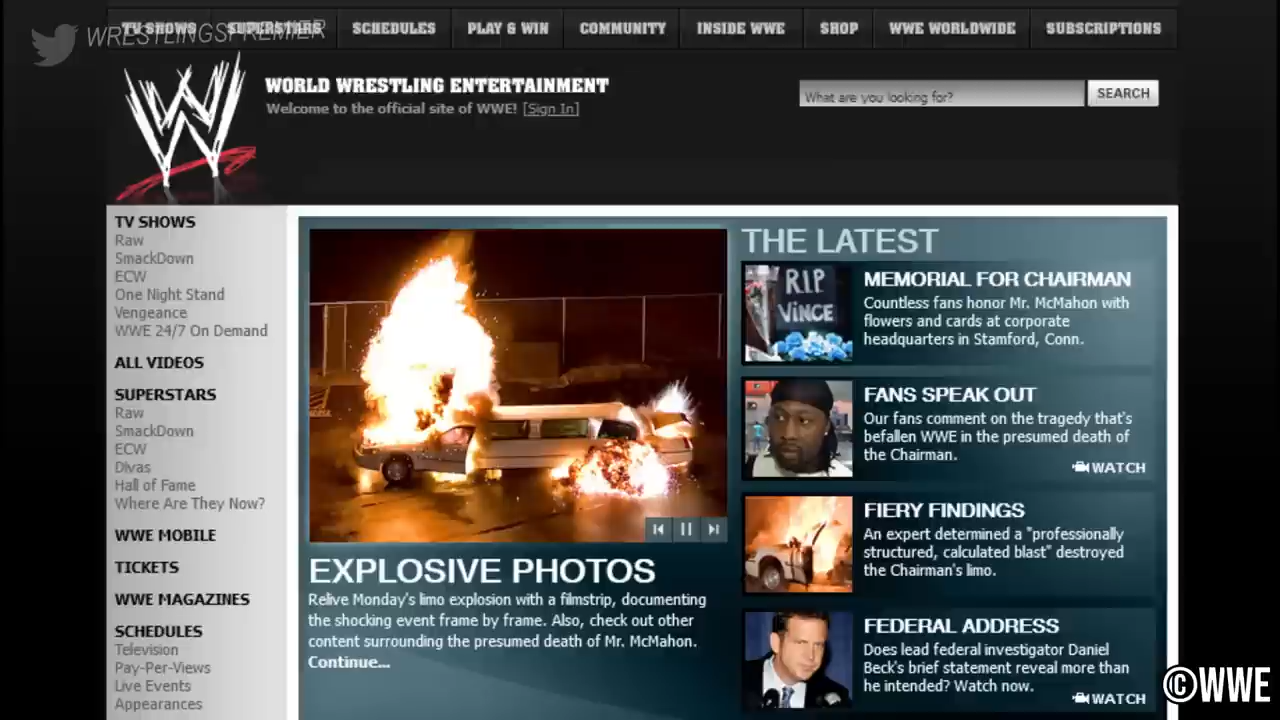 TV SHOWS SUPERSTARS SCHEDULES PLAY & WIN COMMUNITY INSIDE WWE SHOP WWE WORLDWIDE SUBSCRIPTIONS
WRESTLINGSPREMIER
WORLD WRESTLING ENTERTAINMENT
Welcome to the official site of WWE! [Sign In]
What are you looking for? SEARCH
TV SHOWS
Raw
SmackDown
ECW
One Night Stand
Vengeance
WWE 24/7 On Demand
ALL VIDEOS
SUPERSTARS
Raw
SmackDown
ECW
Divas
Hall of Fame
Where Are They Now?
WWE MOBILE
TICKETS
WWE MAGAZINES
SCHEDULES
Television
Pay-Per-Views
Live Events
Appearances
EXPLOSIVE PHOTOS
Relive Monday's limo explosion with a filmstrip, documenting
the shocking event frame by frame. Also, check out other
content surrounding the presumed death of Mr. McMahon.
Continue...
THE LATEST
RIP
VINCE
MEMORIAL FOR CHAIRMAN
Countless fans honor Mr. McMahon with
flowers and cards at corporate
headquarters in Stamford, Conn.
FANS SPEAK OUT
Our fans comment on the tragedy that's
befallen WWE in the presumed death of
the Chairman.
WATCH
FIERY FINDINGS
An expert determined a "professionally
structured, calculated blast" destroyed
the Chairman's limo.
FEDERAL ADDRESS
Does lead federal investigator Daniel
Beck's brief statement reveal more than
he intended? Watch now.
WATCH
©WWE